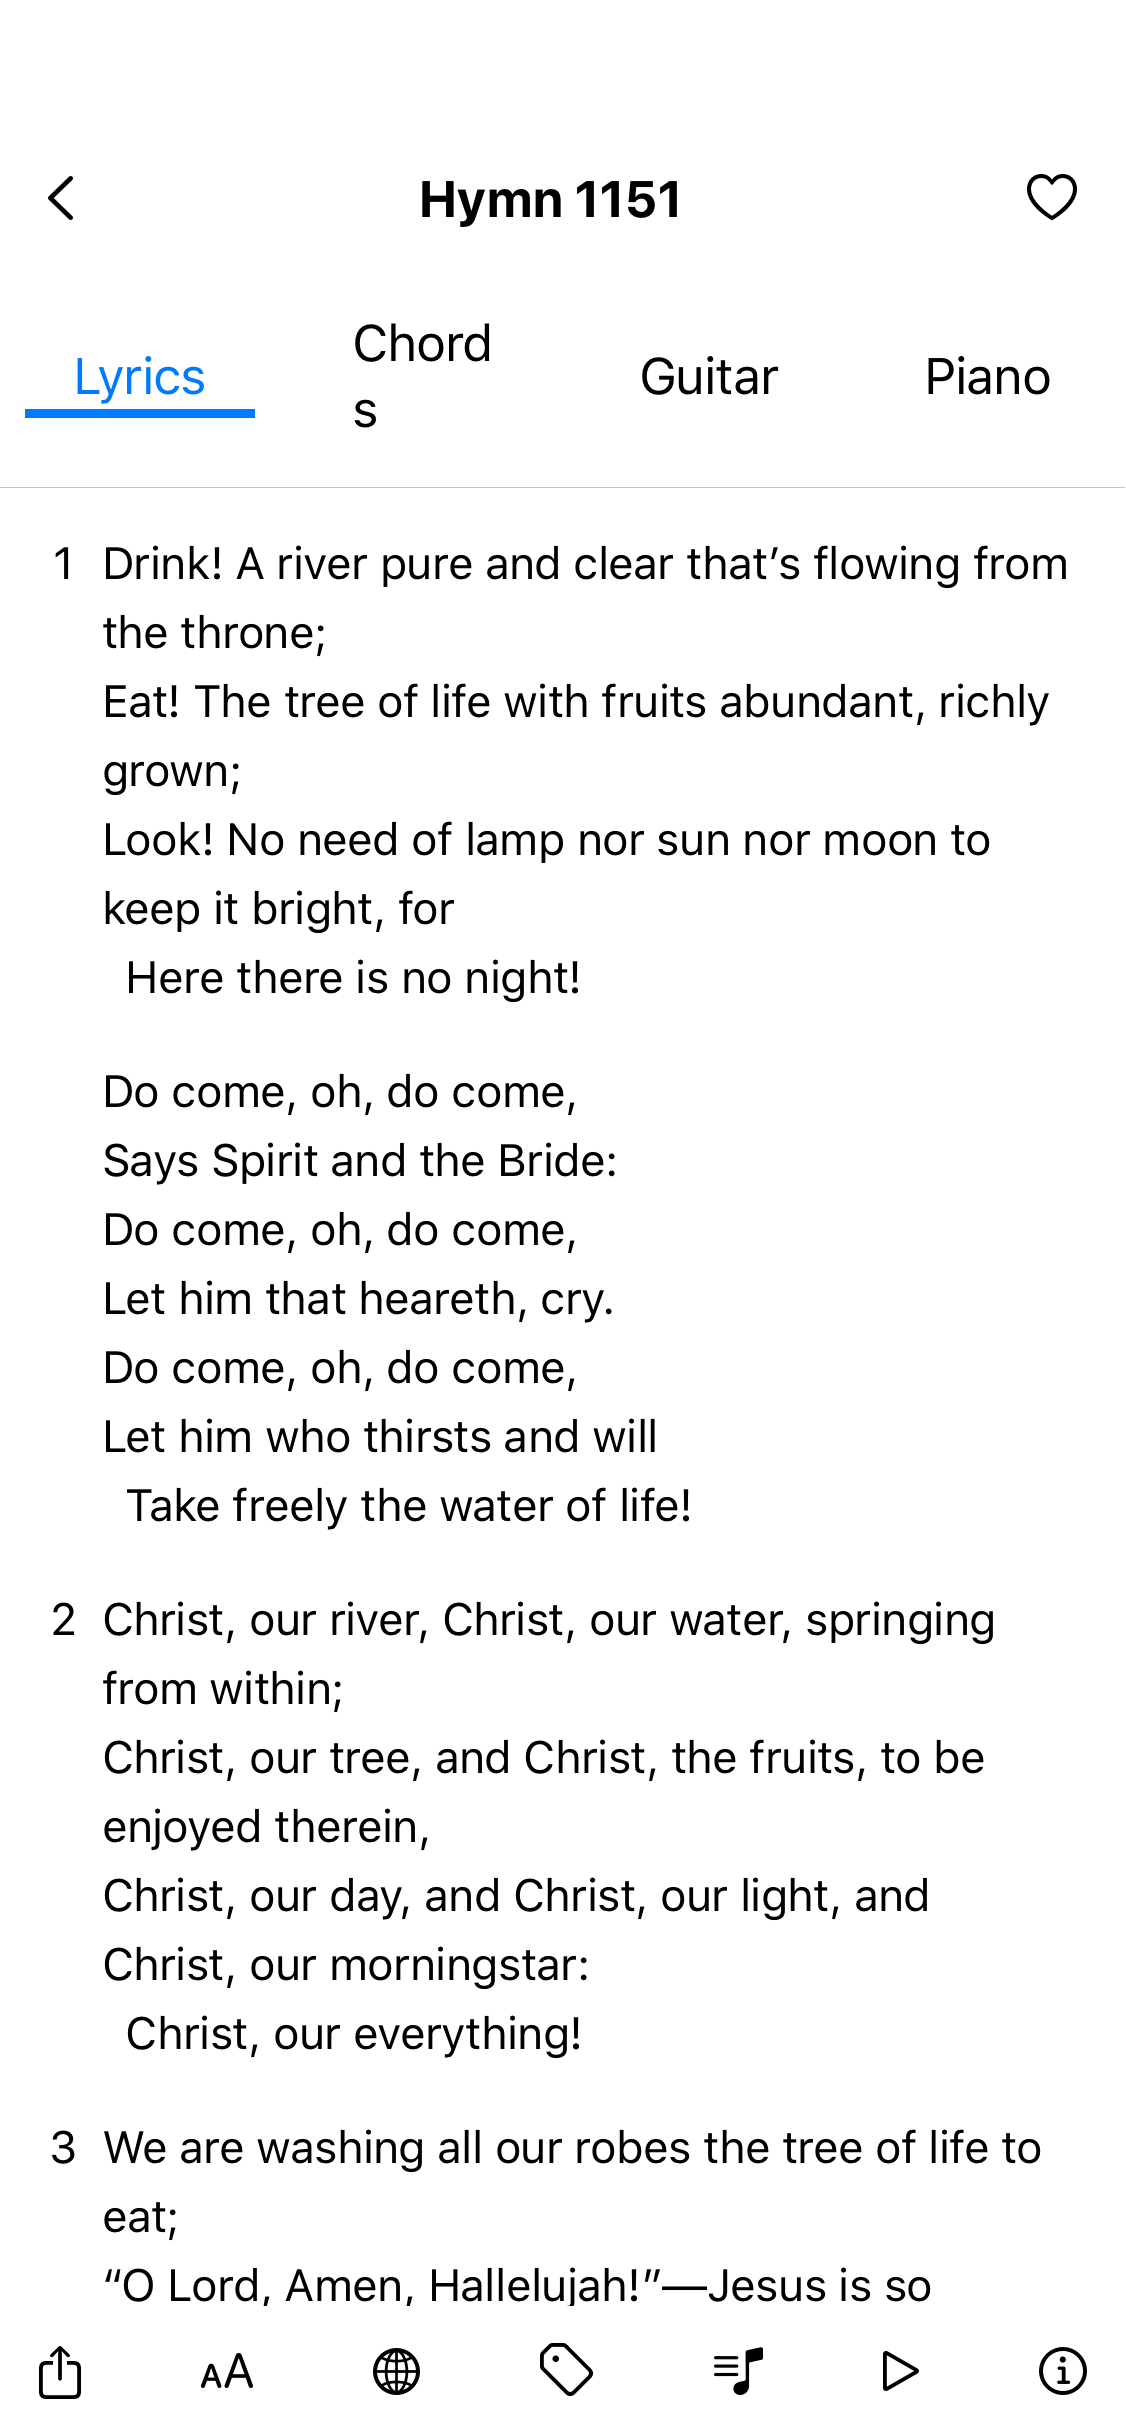 Hymn 1151
Lyrics
Chord
s
Guitar
Piano
1 Drink! A river pure and clear that’s flowing from
the throne;
Eat! The tree of life with fruits abundant, richly
grown;
Look! No need of lamp nor sun nor moon to
keep it bright, for
Here there is no night!
Do come, oh, do come,
Says Spirit and the Bride:
Do come, oh, do come,
Let him that heareth, cry.
Do come, oh, do come,
Let him who thirsts and will
Take freely the water of life!
2 Christ, our river, Christ, our water, springing
from within;
Christ, our tree, and Christ, the fruits, to be
enjoyed therein,
Christ, our day, and Christ, our light, and
Christ, our morningstar:
Christ, our everything!
3 We are washing all our robes the tree of life to
eat;
“O Lord, Amen, Hallelujah!”—Jesus is so
AA